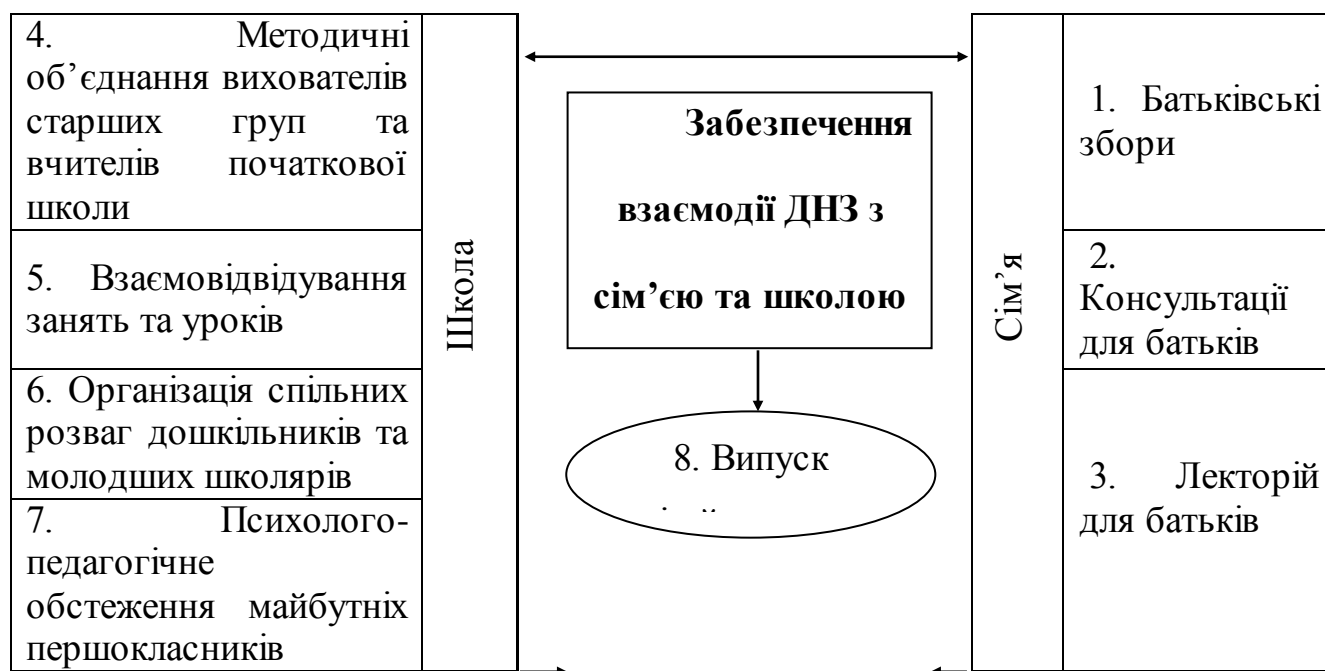 4. Методичні
об’єднання вихователів
старших груп та
вчителів початкової
школи
5. Взаємовідвідування
занять та уроків
6. Організація спільних
розваг дошкільників та
молодших школярів
7. Психолого-
педагогічне
обстеження майбутніх
першокласників
Школа
Забезпечення
взаємодії ДНЗ з
сім’єю та школою
8. Випуск
Сім’я
1. Батьківські
збори
2.
Консультації
для батьків
3. Лекторій
для батьків